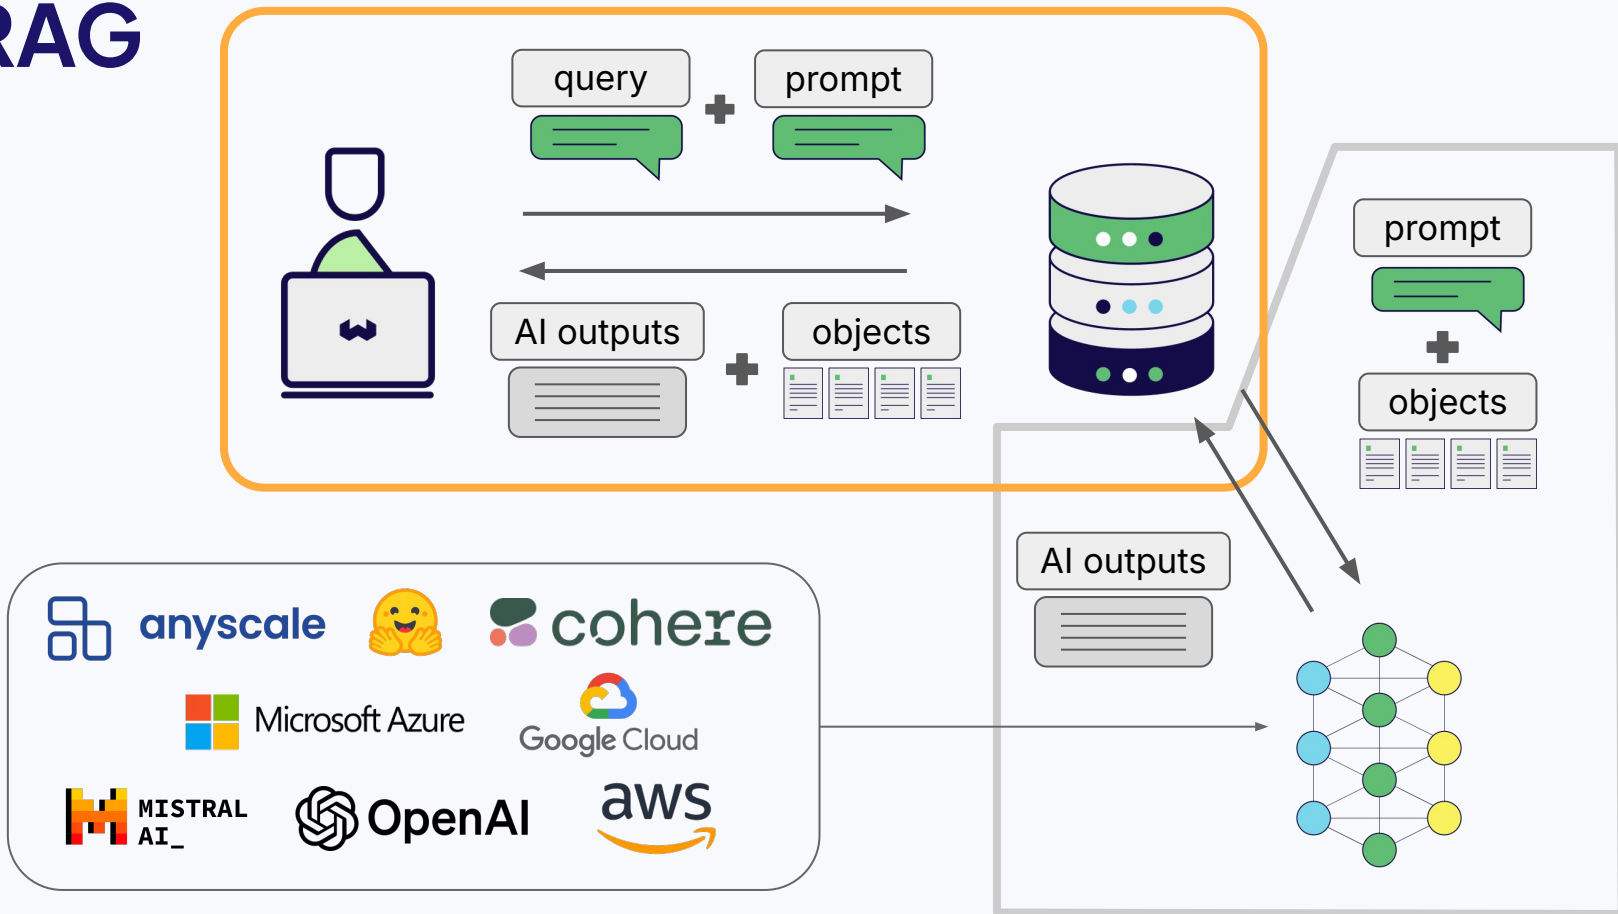 RAG
query
prompt
AI outputs
objects
prompt
objects
AI outputs
anyscale
cohere
Microsoft Azure
Google Cloud
MISTRAL
AI_
OpenAI
aws